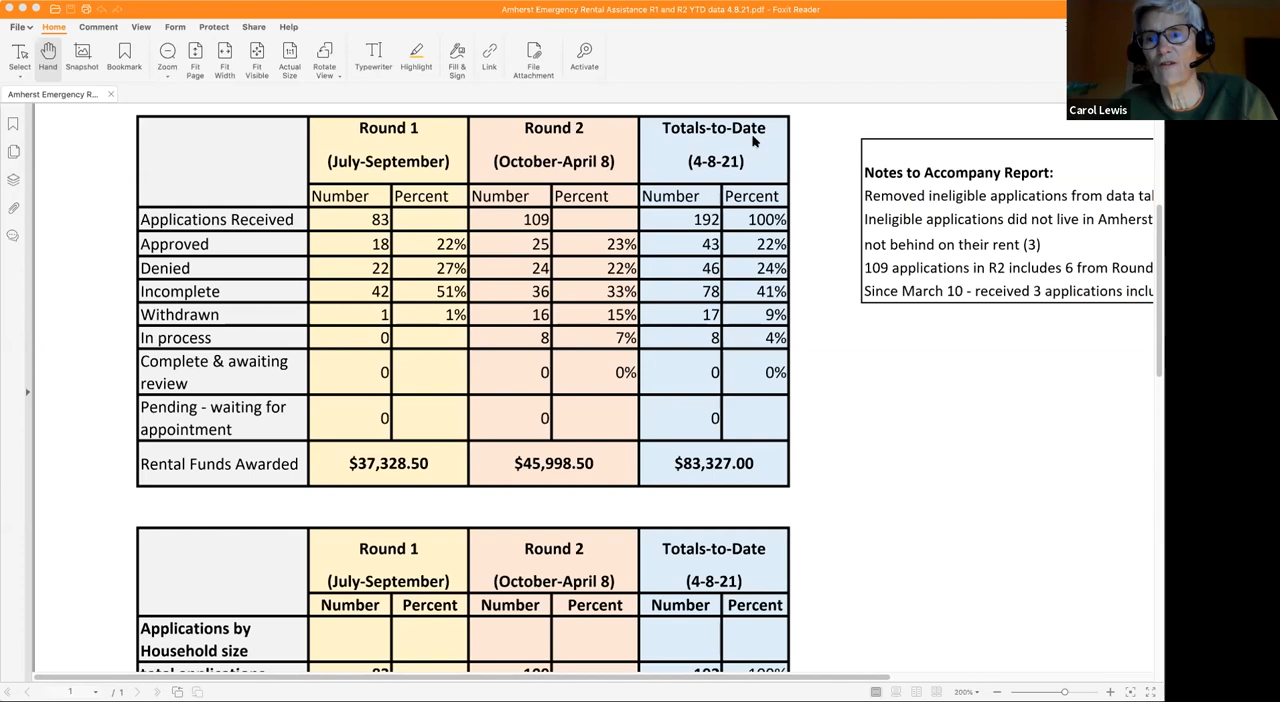 Amherst Emergency Rental Assistance R1 and R2 YTD data 4.8.21.pdf - Foxit Reader
File Home Comment View Form Protect Share Help
Select Hand Snapshot Bookmark Zoom Fit Page Fit Width Fit Visible Actual Size Rotate View Typewriter Highlight Fill & Sign Link File Attachment Activate
Carol Lewis
Amherst Emergency R...
Round 1 Round 2 Totals-to-Date
(July-September) (October-April 8) (4-8-21)
Number Percent Number Percent Number Percent
Applications Received 83 109 192 100%
Approved 18 22% 25 23% 43 22%
Denied 22 27% 24 22% 46 24%
Incomplete 42 51% 36 33% 78 41%
Withdrawn 1 1% 16 15% 17 9%
In process 0 8 7% 8 4%
Complete & awaiting
review 0 0 0% 0 0%
Pending - waiting for
appointment 0 0 0
Rental Funds Awarded $37,328.50 $45,998.50 $83,327.00
Notes to Accompany Report:
Removed ineligible applications from data tal
Ineligible applications did not live in Amherst
not behind on their rent (3)
109 applications in R2 includes 6 from Round
Since March 10 - received 3 applications inclu
Round 1 Round 2 Totals-to-Date
(July-September) (October-April 8) (4-8-21)
Number Percent Number Percent Number Percent
Applications by
Household size
total applications 83 109 192 100%
1 / 1
200%